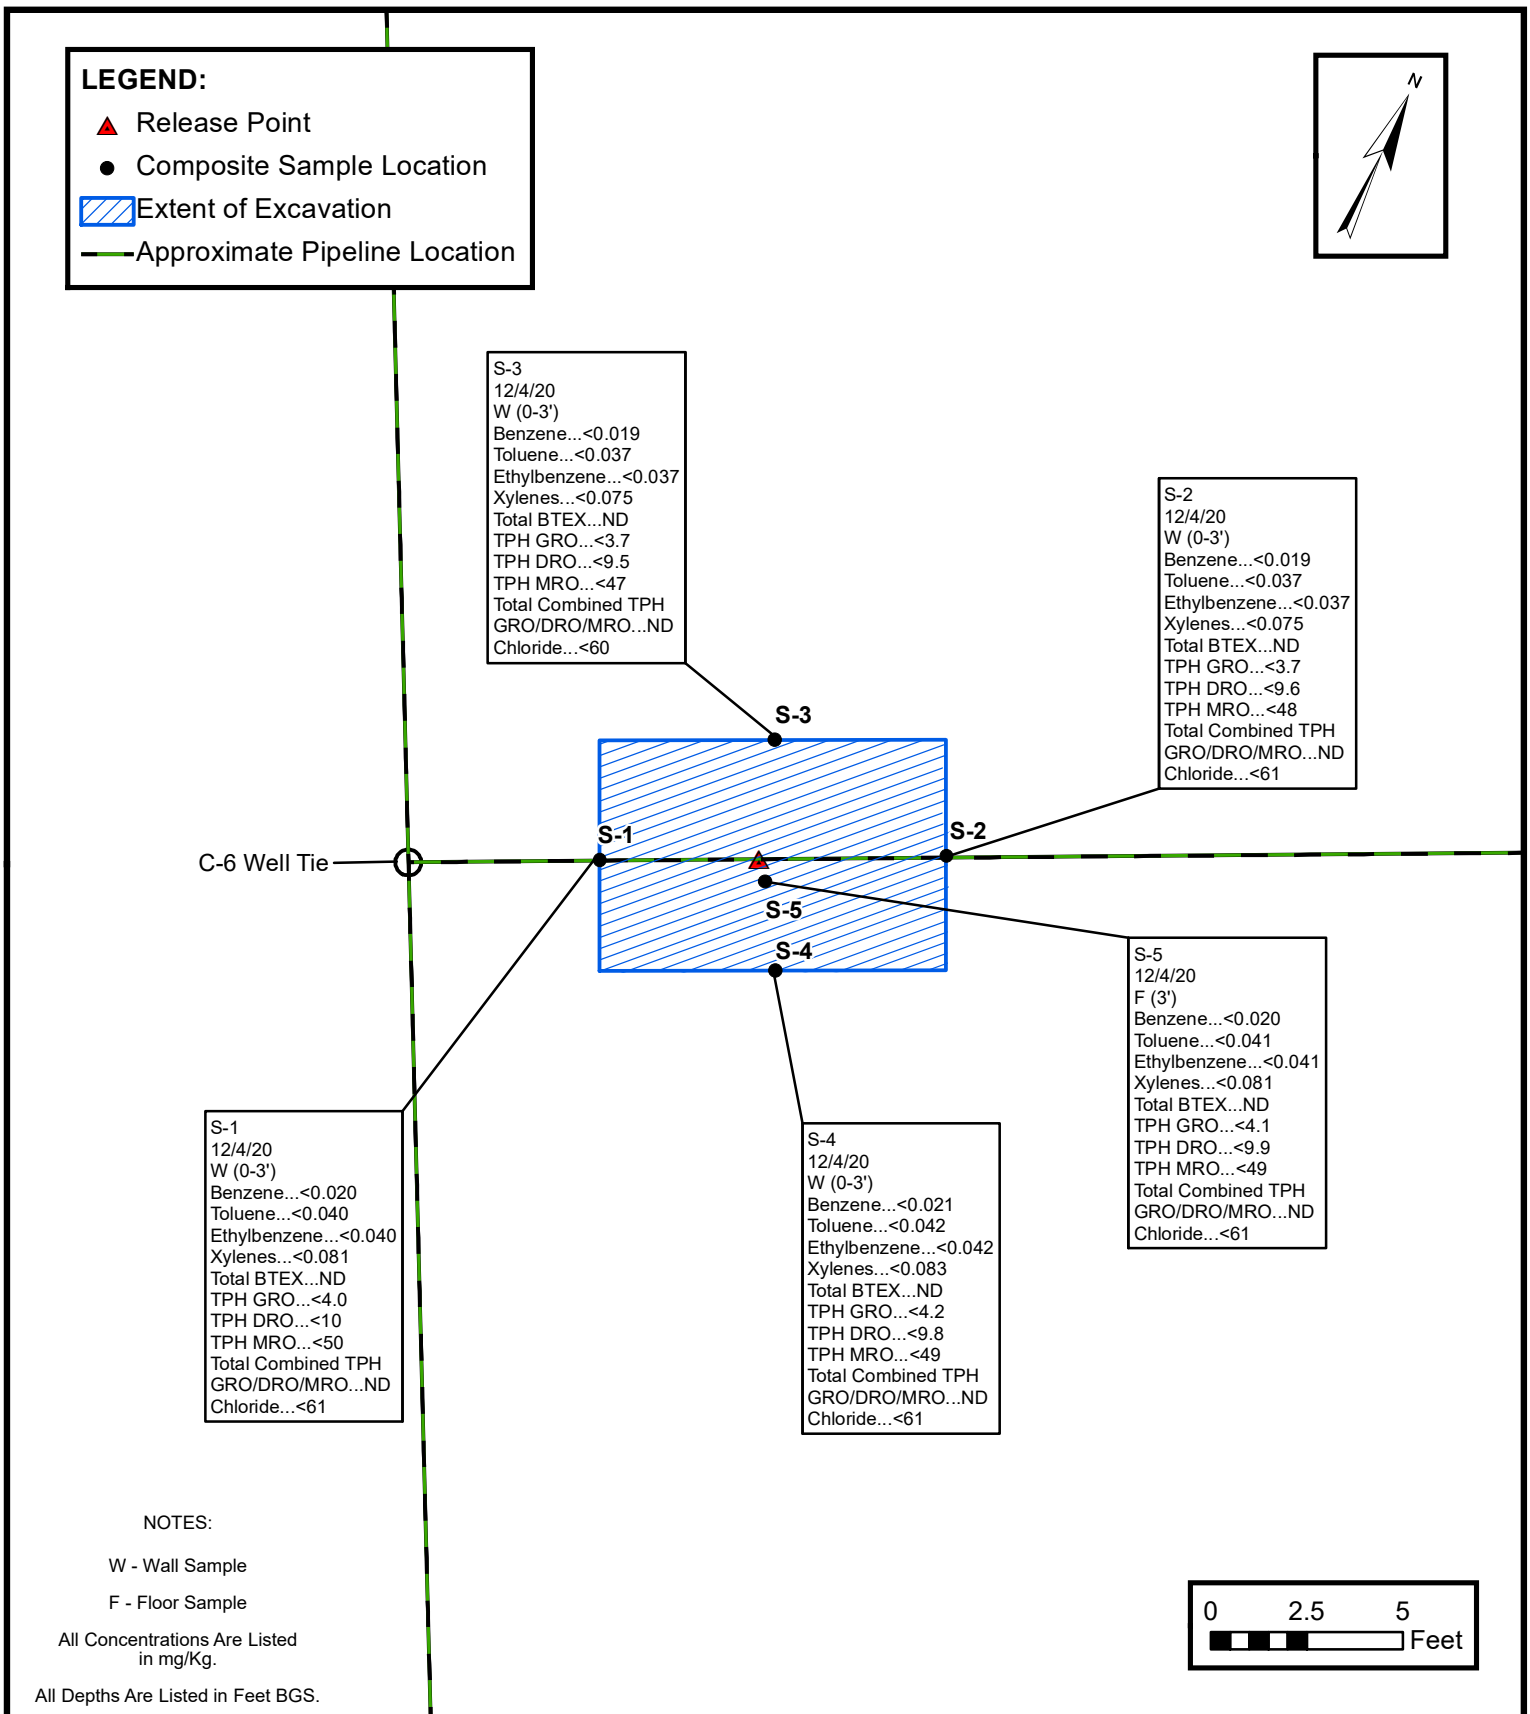 LEGEND:
Release Point
Composite Sample Location
Extent of Excavation
Approximate Pipeline Location
N
S-3
12/4/20
W (0-3')
Benzene...<0.019
Toluene...<0.037
Ethylbenzene...<0.037
Xylenes...<0.075
Total BTEX...ND
TPH GRO...<3.7
TPH DRO...<9.5
TPH MRO...<47
Total Combined TPH
GRO/DRO/MRO...ND
Chloride...<60
S-2
12/4/20
W (0-3')
Benzene...<0.019
Toluene...<0.037
Ethylbenzene...<0.037
Xylenes...<0.075
Total BTEX...ND
TPH GRO...<3.7
TPH DRO...<9.6
TPH MRO...<48
Total Combined TPH
GRO/DRO/MRO...ND
Chloride...<61
S-3
S-1
S-2
C-6 Well Tie
S-5
S-4
S-5
12/4/20
F (3')
Benzene...<0.020
Toluene...<0.041
Ethylbenzene...<0.041
Xylenes...<0.081
Total BTEX...ND
TPH GRO...<4.1
TPH DRO...<9.9
TPH MRO...<49
Total Combined TPH
GRO/DRO/MRO...ND
Chloride...<61
S-1
12/4/20
W (0-3')
Benzene...<0.020
Toluene...<0.040
Ethylbenzene...<0.040
Xylenes...<0.081
Total BTEX...ND
TPH GRO...<4.0
TPH DRO...<10
TPH MRO...<50
Total Combined TPH
GRO/DRO/MRO...ND
Chloride...<61
S-4
12/4/20
W (0-3')
Benzene...<0.021
Toluene...<0.042
Ethylbenzene...<0.042
Xylenes...<0.083
Total BTEX...ND
TPH GRO...<4.2
TPH DRO...<9.8
TPH MRO...<49
Total Combined TPH
GRO/DRO/MRO...ND
Chloride...<61
NOTES:
W - Wall Sample
F - Floor Sample
All Concentrations Are Listed
in mg/Kg.
All Depths Are Listed in Feet BGS.
0 2.5 5
Feet